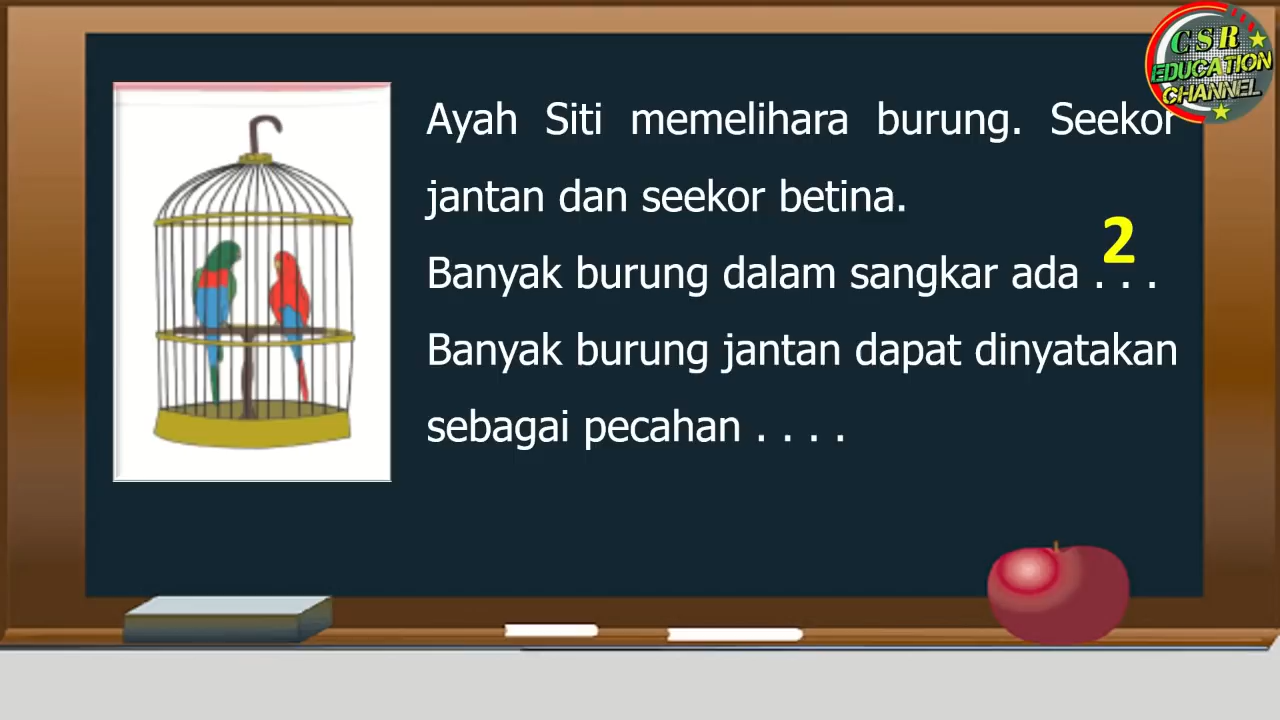 CSR
EDUCATION
CHANNEL
Ayah Siti memelihara burung. Seekor
jantan dan seekor betina.
2
Banyak burung dalam sangkar ada . . .
Banyak burung jantan dapat dinyatakan
sebagai pecahan . . . .